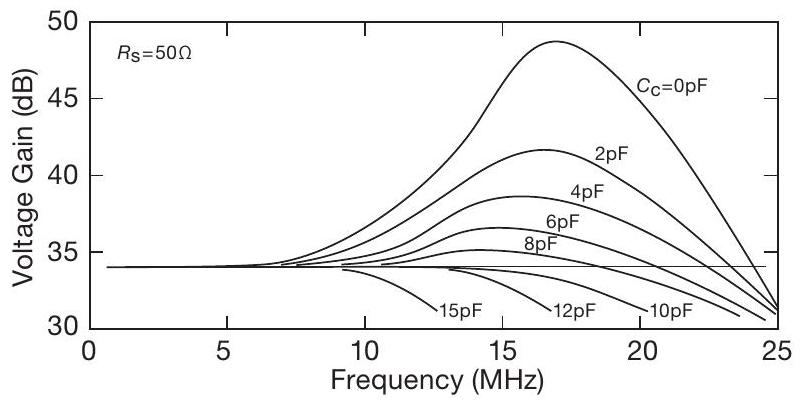 50
45
40
35
30
Voltage Gain (dB)
Rs=50Ω
Cc=0pF
2pF
4pF
6pF
8pF
15pF
12pF
10pF
0
5
10
15
20
25
Frequency (MHz)